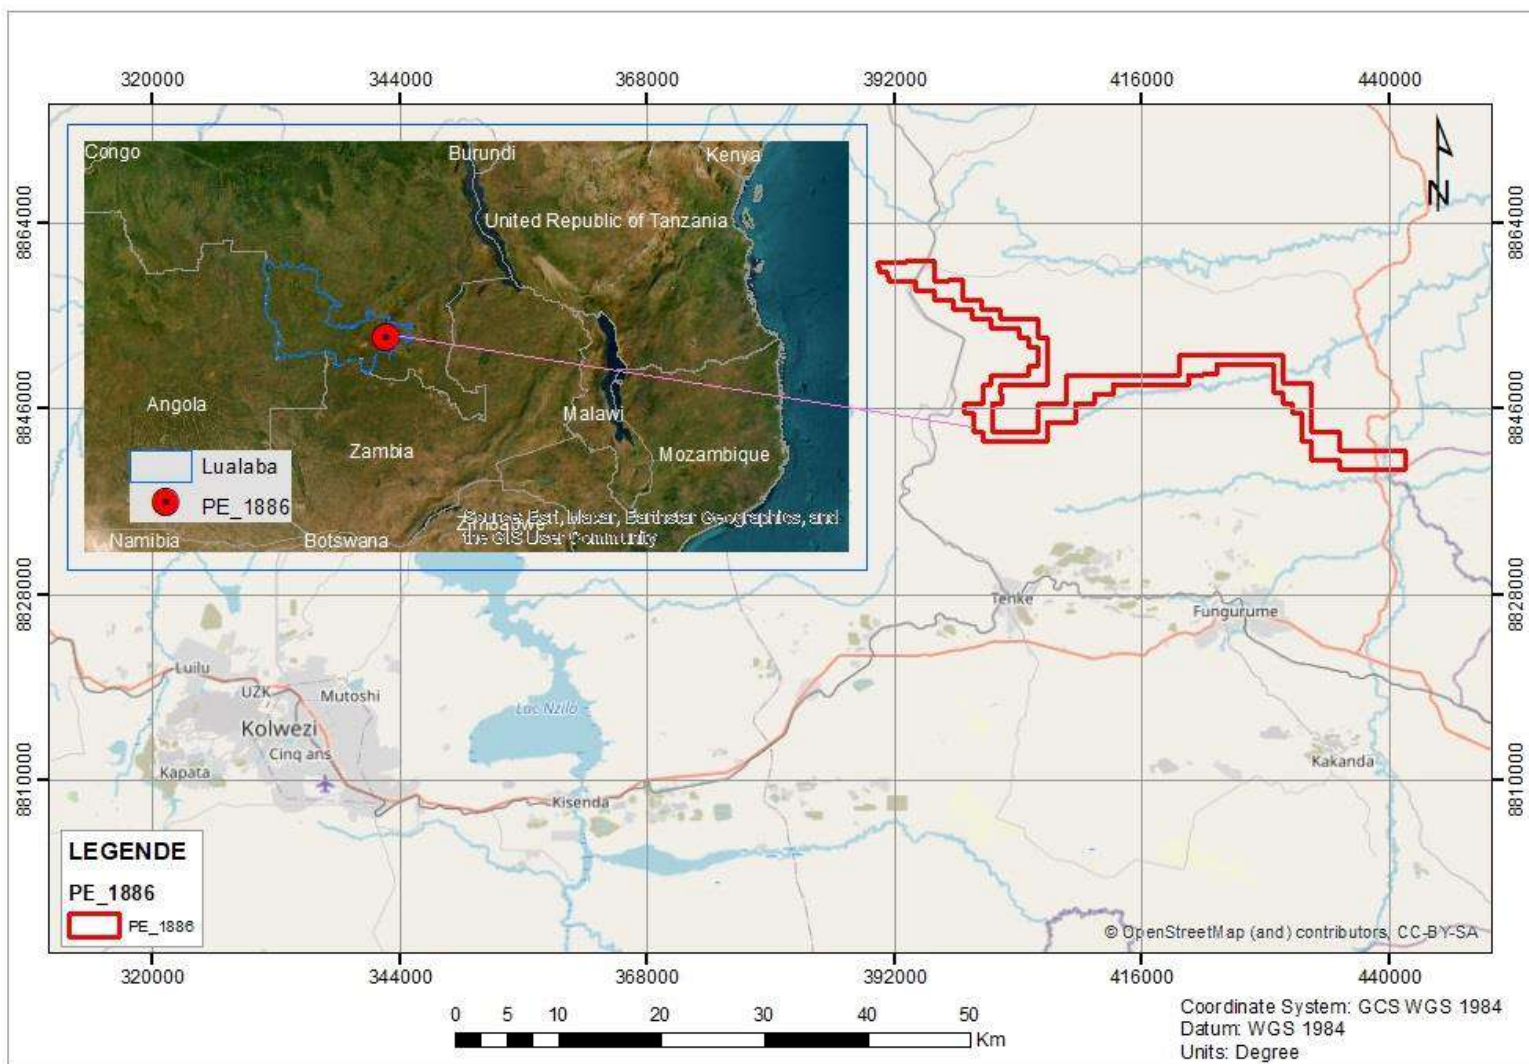 320000 344000 368000 392000 416000 440000
8864000 8864000
8846000 8846000
8828000 8828000
8810000 8810000
N
Congo
Burundi
Kenya
United Republic of Tanzania
Angola
Zambia
Malawi
Mozambique
Zimbabwe
Namibia
Botswana
Lualaba
PE_1886
Source: Esri, Maxar, Earthstar Geographics, and
the GIS User Community
Tenke
Fungurume
Luilu
UZK
Mutoshi
Lac Nzilo
Kolwezi
Cinq ans
Kapata
Kisenda
Kakanda
LEGENDE
PE_1886
PE_1886
© OpenStreetMap (and) contributors, CC-BY-SA
320000 344000 368000 392000 416000 440000
0 5 10 20 30 40 50
Km
Coordinate System: GCS WGS 1984
Datum: WGS 1984
Units: Degree